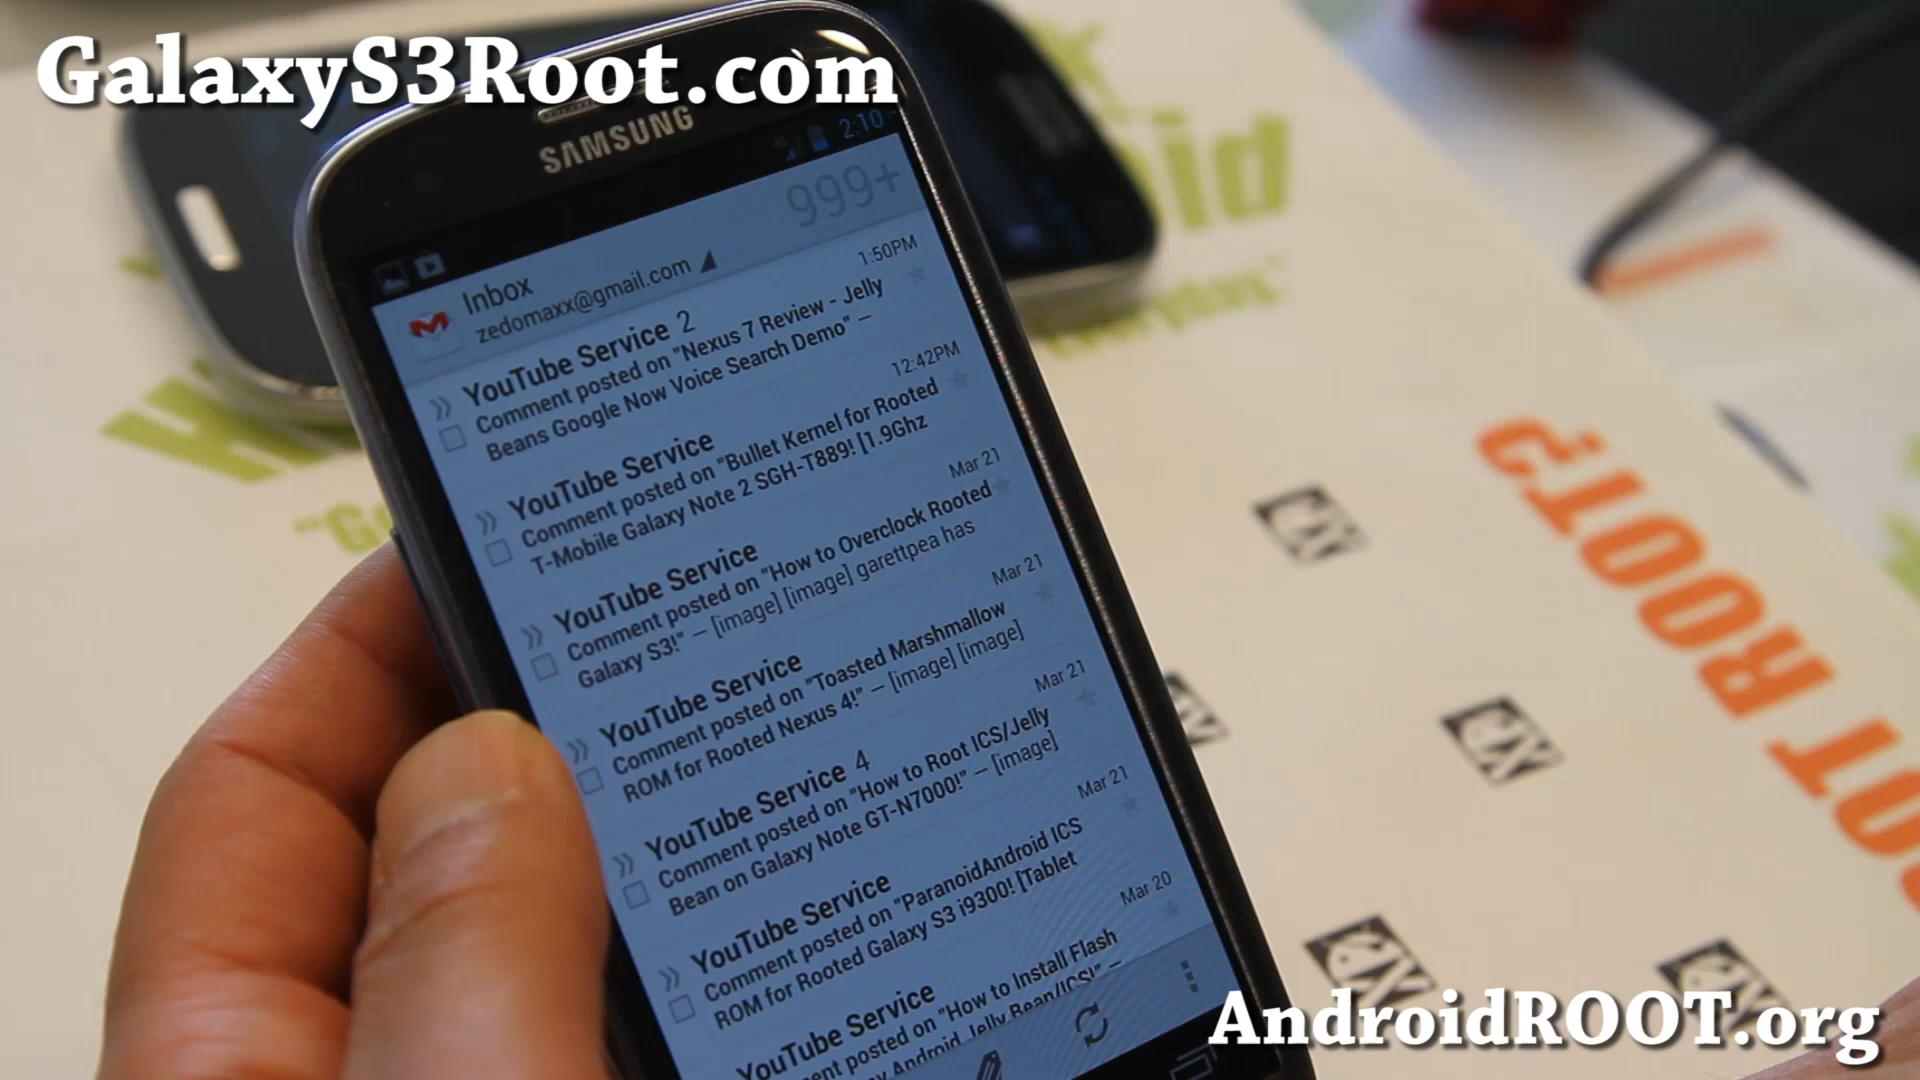 GalaxyS3Root.com
SAMSUNG
2:10
999+
Inbox
zedomaxx@gmail.com
1:50PM
YouTube Service 2
Comment posted on "Nexus 7 Review - Jelly
Beans Google Now Voice Search Demo" –
12:42PM
YouTube Service
Comment posted on "Bullet Kernel for Rooted
T-Mobile Galaxy Note 2 SGH-T889! [1.9Ghz
Mar 21
YouTube Service
Comment posted on "How to Overclock Rooted
Galaxy S3!" – [image] [image] garettpea has
Mar 21
YouTube Service
Comment posted on "Toasted Marshmallow
ROM for Rooted Nexus 4!" – [image] [image]
Mar 21
YouTube Service 4
Comment posted on "How to Root ICS/Jelly
Bean on Galaxy Note GT-N7000!" – [image]
Mar 21
YouTube Service
Comment posted on "ParanoidAndroid ICS
ROM for Rooted Galaxy S3 i9300! [Tablet
Mar 20
YouTube Service
posted on "How to Install Flash
Android Jelly Bean/ICS!" –
OT ROOT?
AndroidROOT.org